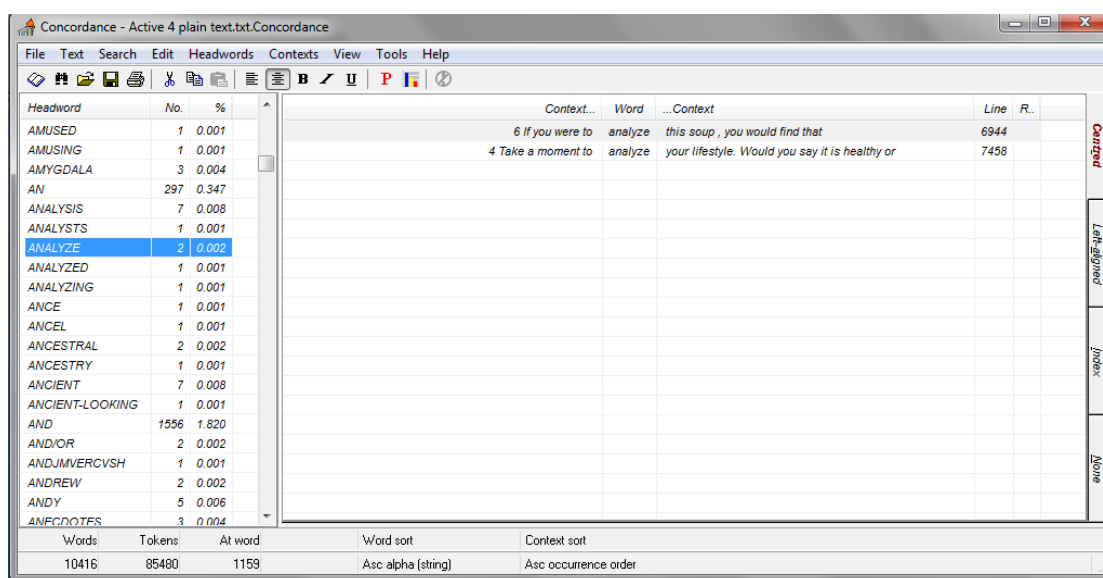 Concordance - Active 4 plain text.txt.Concordance
File Text Search Edit Headwords Contexts View Tools Help
B I U P
Headword No. % Context... Word ...Context Line R..
AMUSED 1 0.001 6 If you were to analyze this soup , you would find that 6944
AMUSING 1 0.001 4 Take a moment to analyze your lifestyle. Would you say it is healthy or 7458
AMYGDALA 3 0.004
AN 297 0.347
ANALYSIS 7 0.008
ANALYSTS 1 0.001
ANALYZE 2 0.002
ANALYZED 1 0.001
ANALYZING 1 0.001
ANCE 1 0.001
ANCEL 1 0.001
ANCESTRAL 2 0.002
ANCESTRY 1 0.001
ANCIENT 7 0.008
ANCIENT-LOOKING 1 0.001
AND 1556 1.820
AND/OR 2 0.002
ANDJMVERCVSH 1 0.001
ANDREW 2 0.002
ANDY 5 0.006
ANECDOTES 3 0.004
Centred
Left-aligned
Index
None
Words Tokens At word Word sort Context sort
10416 85480 1159 Asc alpha (string) Asc occurrence order